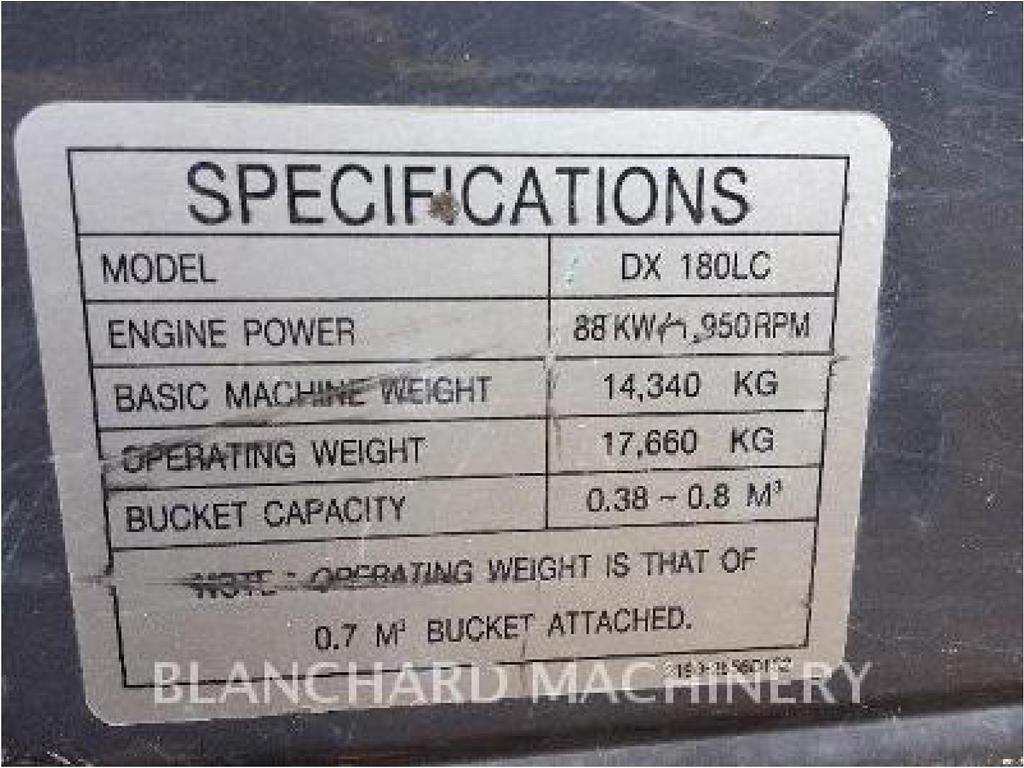 SPECIFICATIONS
MODEL DX 180LC
ENGINE POWER 88 KW 950 RPM
BASIC MACHINE WEIGHT 14,340 KG
OPERATING WEIGHT 17,660 KG
BUCKET CAPACITY 0.38 ~ 0.8 M³
NOTE : OPERATING WEIGHT IS THAT OF
0.7 M³ BUCKET ATTACHED.
BLANCHARD MACHINERY